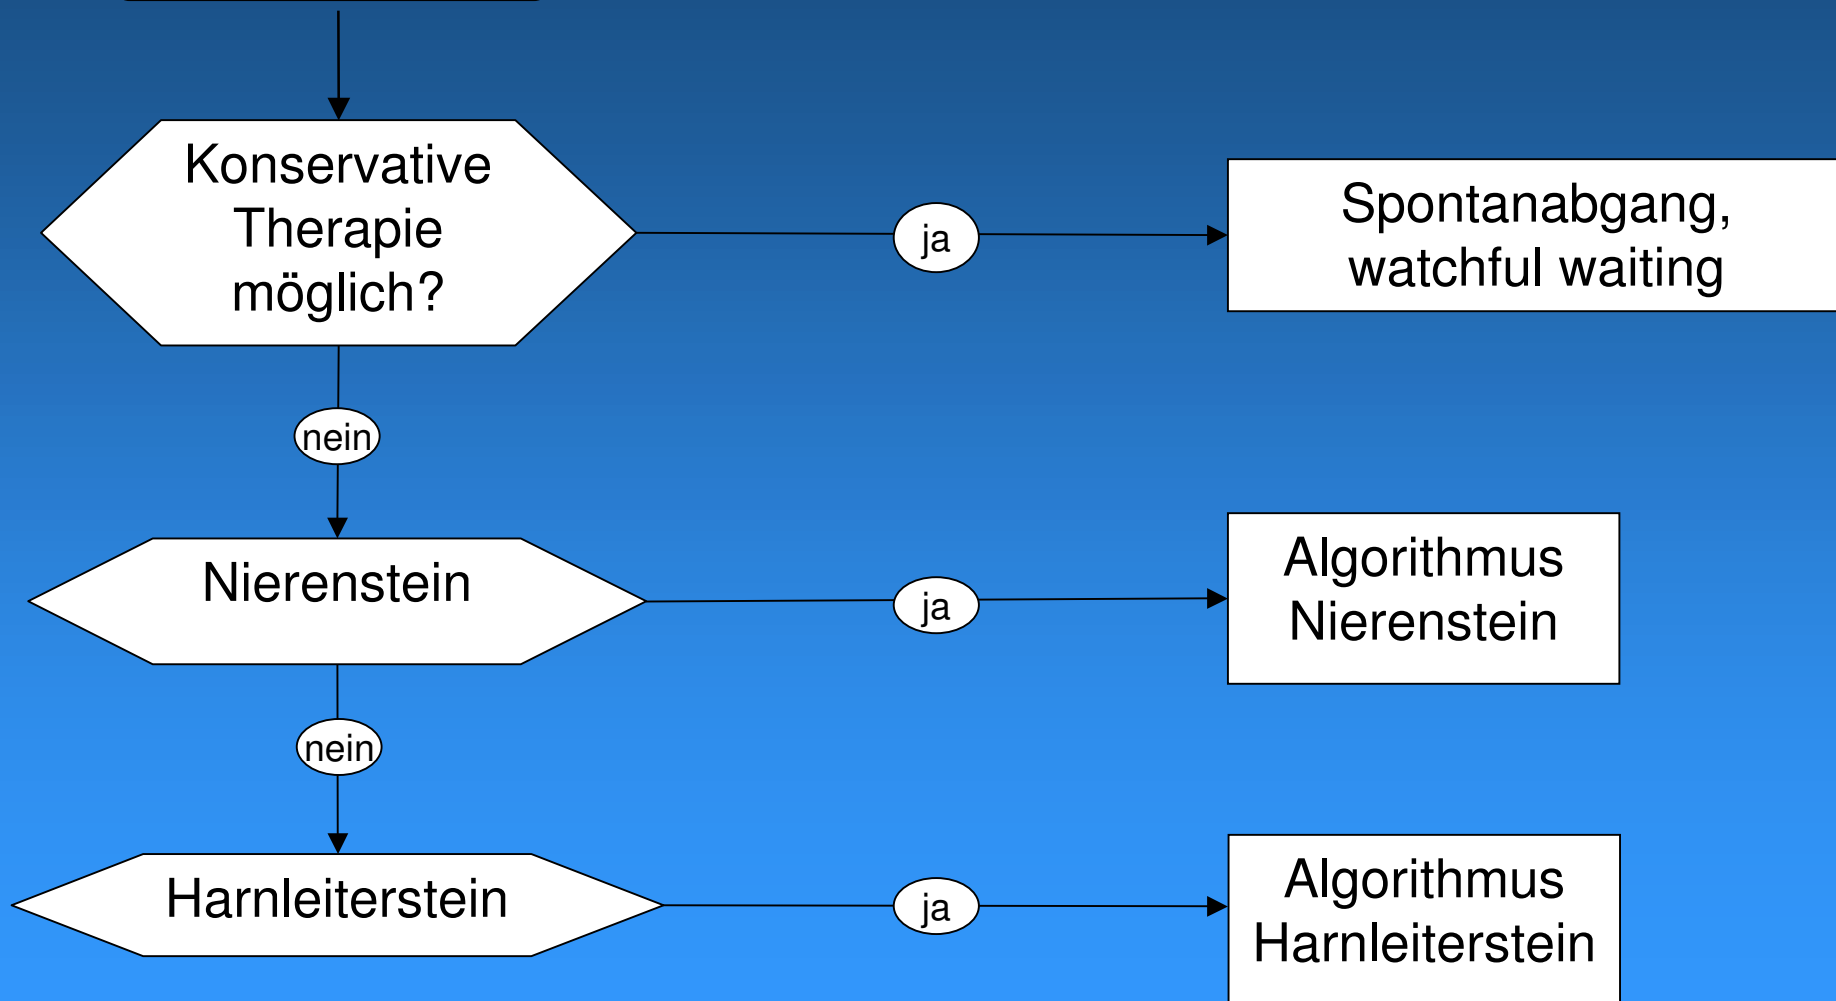 Konservative
Therapie
möglich?
ja
Spontanabgang,
watchful waiting
nein
Nierenstein
ja
Algorithmus
Nierenstein
nein
Harnleiterstein
ja
Algorithmus
Harnleiterstein